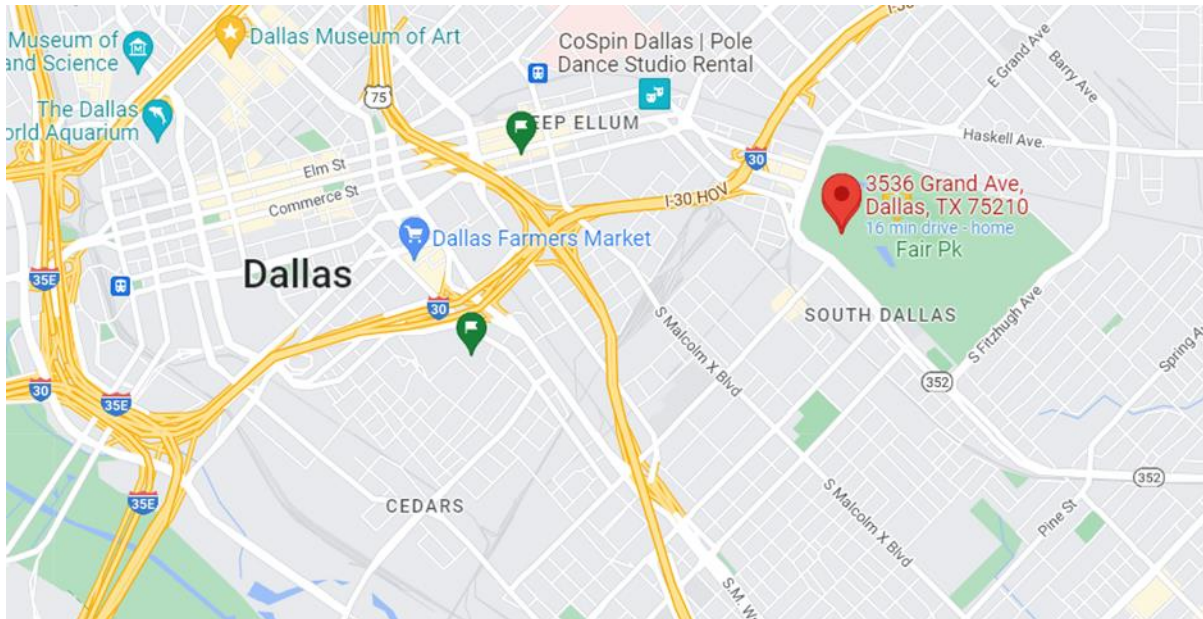 Museum of
and Science
Dallas Museum of Art
75
CoSpin Dallas | Pole
Dance Studio Rental
I-30
E Grand Ave
Barry Ave
The Dallas
orld Aquarium
EEP ELLUM
Haskell Ave.
Elm St
Commerce St
30
I-30 HOV
3536 Grand Ave,
Dallas, TX 75210
16 min drive - home
Fair Pk
Dallas Farmers Market
35E
Dallas
30
SOUTH DALLAS
S Malcolm X Blvd
S Fitzhugh Ave
Spring A
352
30
35E
35E
CEDARS
S Malcolm X Blvd
352
Pine St
S.M. W